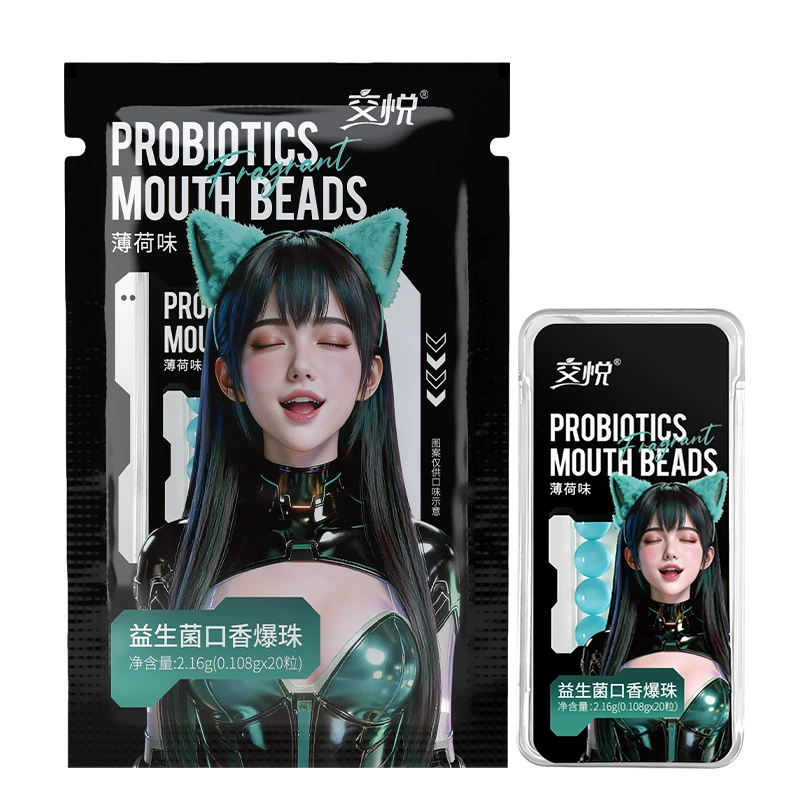 交悦®
PROBIOTICS
Fragrant
MOUTH BEADS
薄荷味
PRO
MOU
薄荷味
图案仅供口味示意
益生菌口香爆珠
净含量:2.16g(0.108gx20粒)
交悦®
PROBIOTICS
Fragrant
MOUTH BEADS
薄荷味
益生菌口香爆珠
净含量:2.16g(0.108gx20粒)